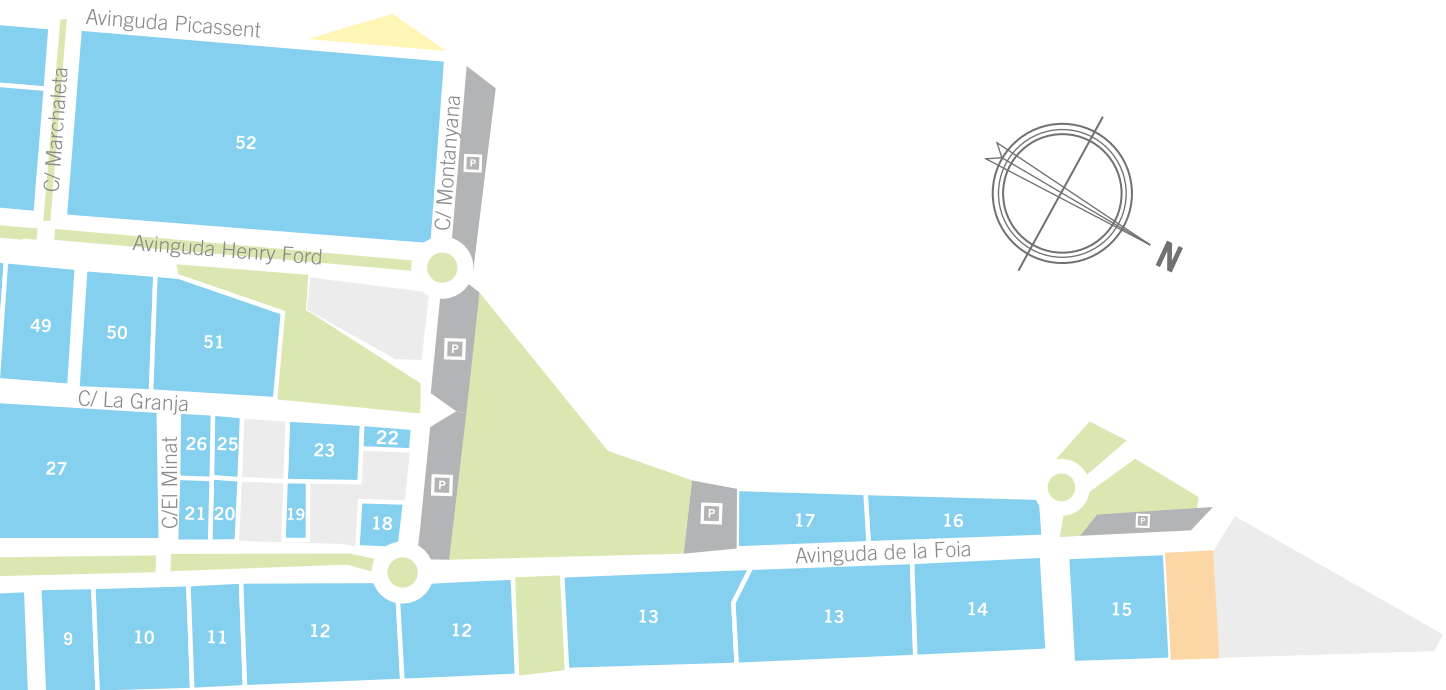 Avinguda Picassent
C/ Marchaleta
52
C/ Montanyana
P
Avinguda Henry Ford
N
49
50
51
P
C/ La Granja
27
C/El Minat
26
25
23
22
21
20
19
18
P
P
17
16
P
Avinguda de la Foia
9
10
11
12
12
13
13
14
15